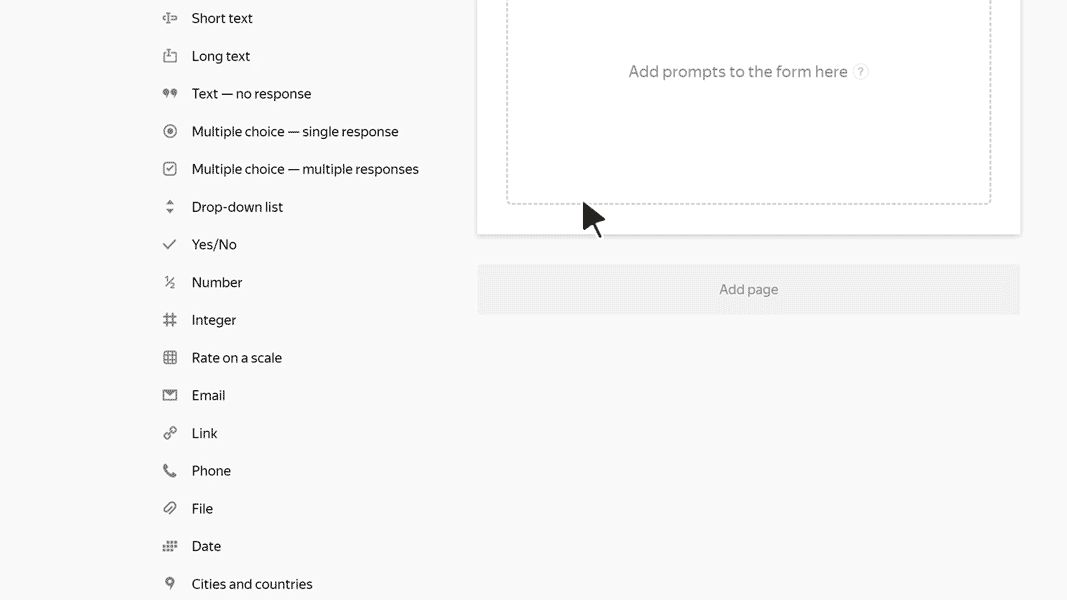 Short text
Long text
Text — no response
Multiple choice — single response
Multiple choice — multiple responses
Drop-down list
Yes/No
Number
Integer
Rate on a scale
Email
Link
Phone
File
Date
Cities and countries
Add prompts to the form here ?
Add page